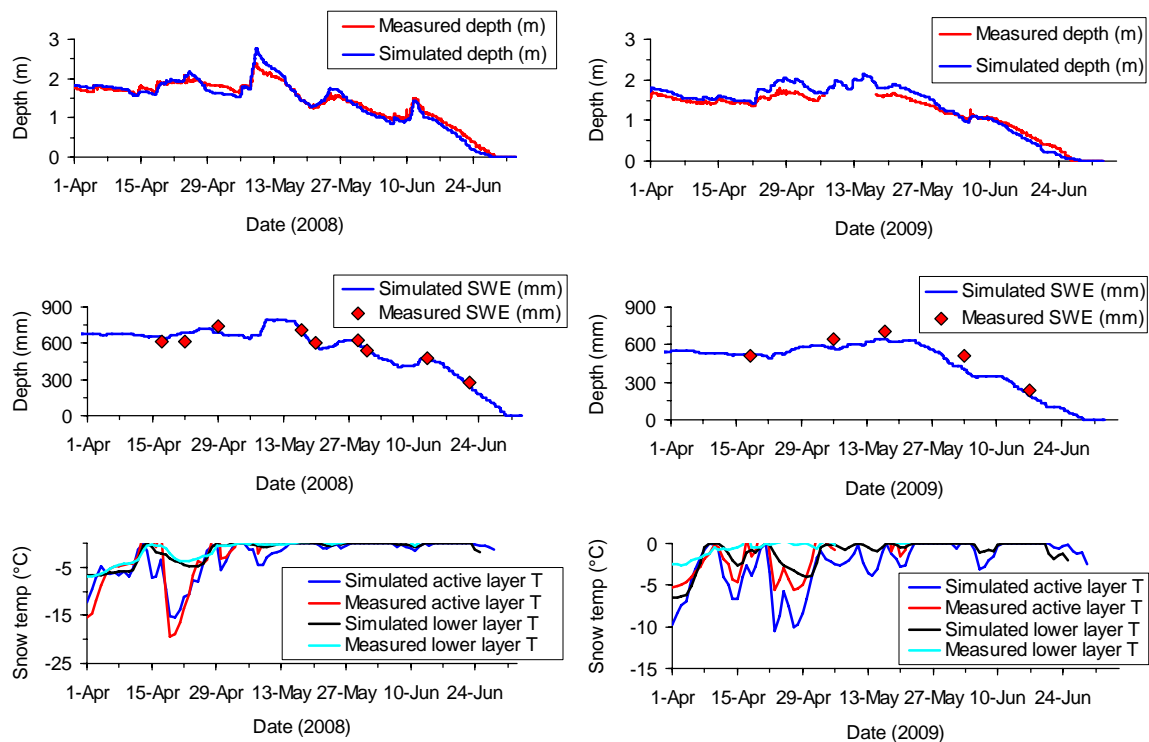 Measured depth (m)
Simulated depth (m)
3
2
1
0
Depth (m)
1-Apr 15-Apr 29-Apr 13-May 27-May 10-Jun 24-Jun
Date (2008)
Measured depth (m)
Simulated depth (m)
3
2
1
0
Depth (m)
1-Apr 15-Apr 29-Apr 13-May 27-May 10-Jun 24-Jun
Date (2009)
Simulated SWE (mm)
Measured SWE (mm)
900
600
300
0
Depth (mm)
1-Apr 15-Apr 29-Apr 13-May 27-May 10-Jun 24-Jun
Date (2008)
Simulated SWE (mm)
Measured SWE (mm)
900
600
300
0
Depth (mm)
1-Apr 15-Apr 29-Apr 13-May 27-May 10-Jun 24-Jun
Date (2009)
-5
-15
-25
Snow temp (°C)
Simulated active layer T
Measured active layer T
Simulated lower layer T
Measured lower layer T
1-Apr 15-Apr 29-Apr 13-May 27-May 10-Jun 24-Jun
Date (2008)
0
-5
-10
-15
Snow temp (°C)
Simulated active layer T
Measured active layer T
Simulated lower layer T
Measured lower layer T
1-Apr 15-Apr 29-Apr 13-May 27-May 10-Jun 24-Jun
Date (2009)